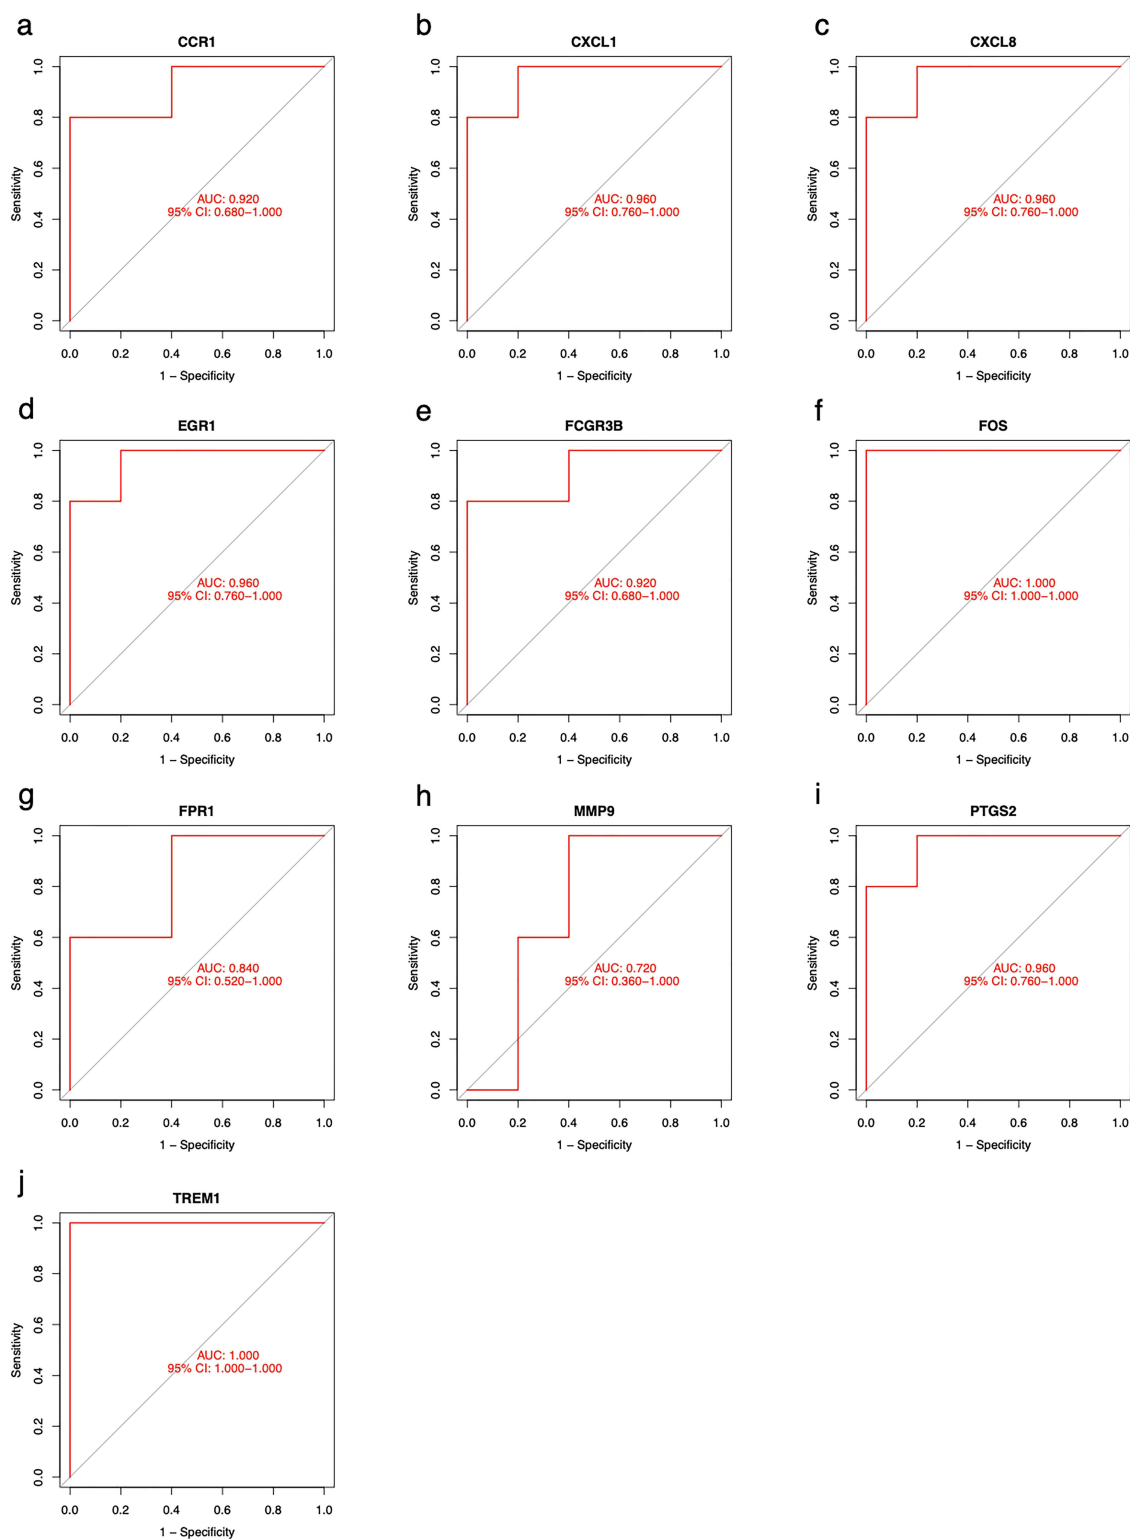 a
CCR1
Sensitivity
0.0 0.2 0.4 0.6 0.8 1.0
AUC: 0.920
95% CI: 0.680–1.000
0.0 0.2 0.4 0.6 0.8 1.0
1 – Specificity
b
CXCL1
Sensitivity
0.0 0.2 0.4 0.6 0.8 1.0
AUC: 0.960
95% CI: 0.760–1.000
0.0 0.2 0.4 0.6 0.8 1.0
1 – Specificity
c
CXCL8
Sensitivity
0.0 0.2 0.4 0.6 0.8 1.0
AUC: 0.960
95% CI: 0.760–1.000
0.0 0.2 0.4 0.6 0.8 1.0
1 – Specificity
d
EGR1
Sensitivity
0.0 0.2 0.4 0.6 0.8 1.0
AUC: 0.960
95% CI: 0.760–1.000
0.0 0.2 0.4 0.6 0.8 1.0
1 – Specificity
e
FCGR3B
Sensitivity
0.0 0.2 0.4 0.6 0.8 1.0
AUC: 0.920
95% CI: 0.680–1.000
0.0 0.2 0.4 0.6 0.8 1.0
1 – Specificity
f
FOS
Sensitivity
0.0 0.2 0.4 0.6 0.8 1.0
AUC: 1.000
95% CI: 1.000–1.000
0.0 0.2 0.4 0.6 0.8 1.0
1 – Specificity
g
FPR1
Sensitivity
0.0 0.2 0.4 0.6 0.8 1.0
AUC: 0.840
95% CI: 0.520–1.000
0.0 0.2 0.4 0.6 0.8 1.0
1 – Specificity
h
MMP9
Sensitivity
0.0 0.2 0.4 0.6 0.8 1.0
AUC: 0.720
95% CI: 0.360–1.000
0.0 0.2 0.4 0.6 0.8 1.0
1 – Specificity
i
PTGS2
Sensitivity
0.0 0.2 0.4 0.6 0.8 1.0
AUC: 0.960
95% CI: 0.760–1.000
0.0 0.2 0.4 0.6 0.8 1.0
1 – Specificity
j
TREM1
Sensitivity
0.0 0.2 0.4 0.6 0.8 1.0
AUC: 1.000
95% CI: 1.000–1.000
0.0 0.2 0.4 0.6 0.8 1.0
1 – Specificity